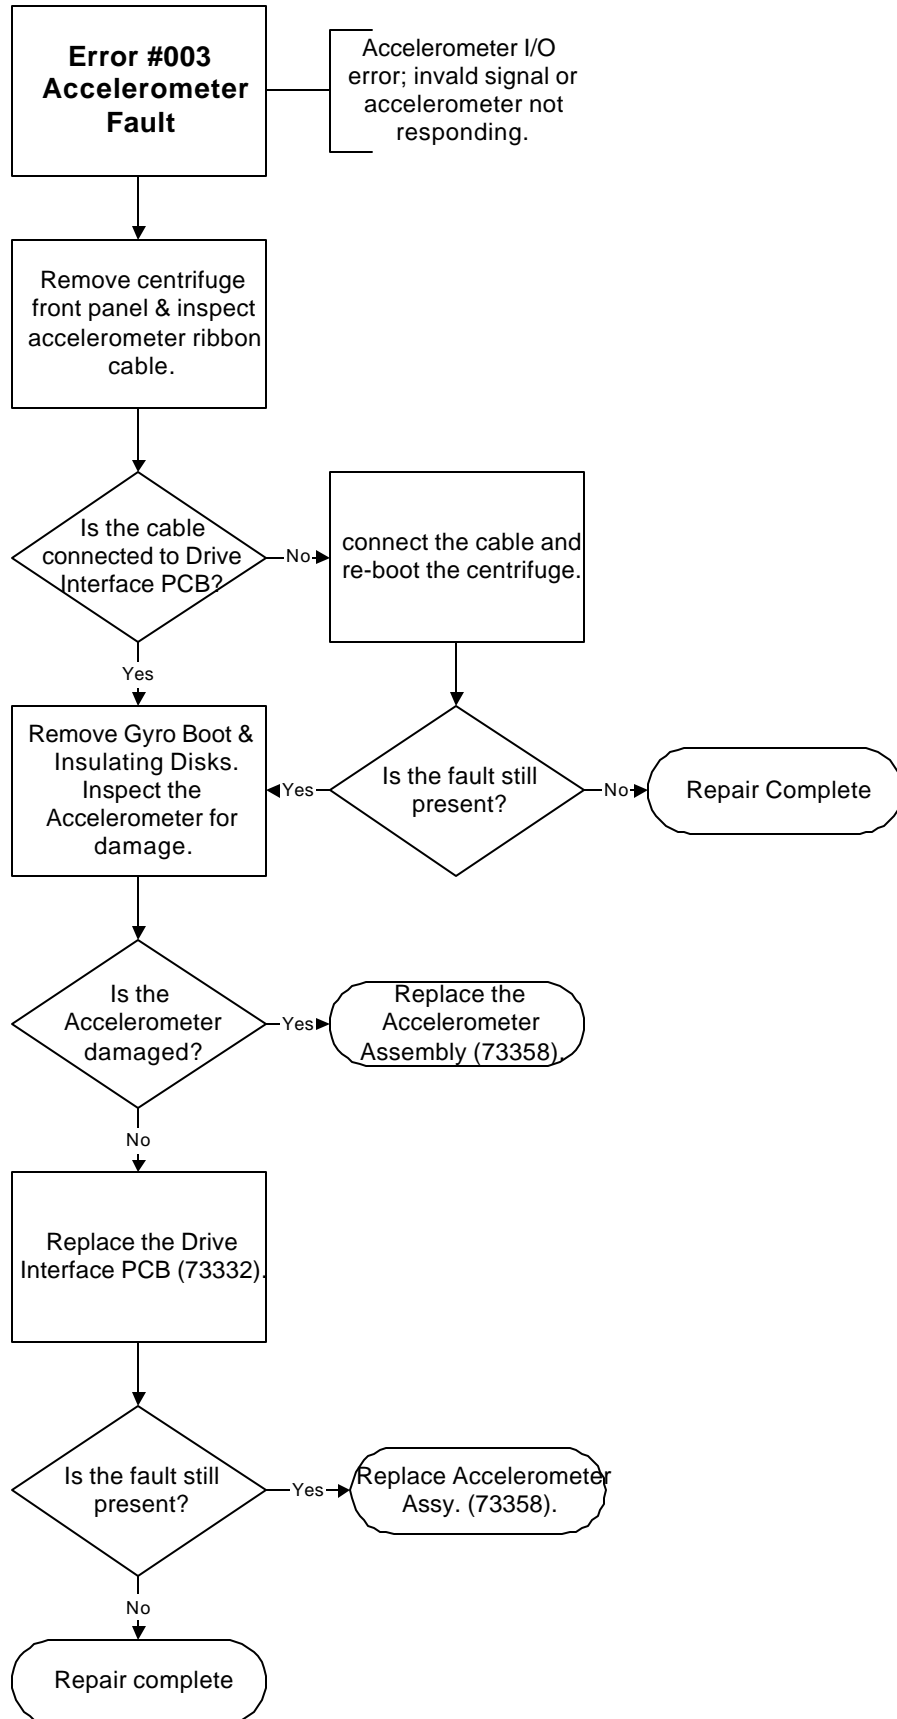 Error #003
Accelerometer
Fault
Accelerometer I/O
error; invald signal or
accelerometer not
responding.
Remove centrifuge
front panel & inspect
accelerometer ribbon
cable.
Is the cable
connected to Drive
Interface PCB?
No
connect the cable and
re-boot the centrifuge.
Yes
Remove Gyro Boot &
Insulating Disks.
Inspect the
Accelerometer for
damage.
Yes
Is the fault still
present?
No
Repair Complete
Is the
Accelerometer
damaged?
Yes
Replace the
Accelerometer
Assembly (73358).
No
Replace the Drive
Interface PCB (73332).
Is the fault still
present?
Yes
Replace Accelerometer
Assy. (73358).
No
Repair complete